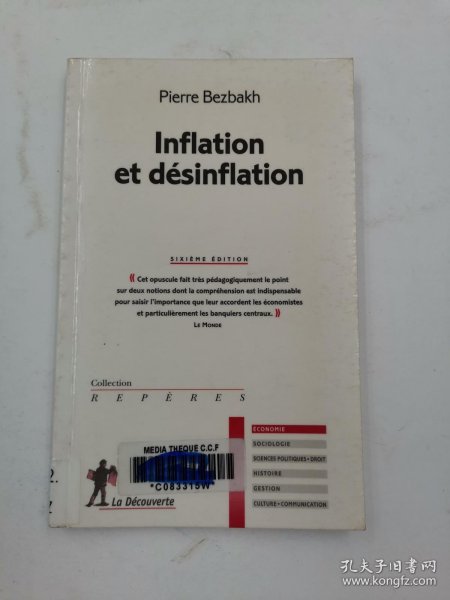 Pierre Bezbakh
Inflation
et désinflation
SIXIÈME ÉDITION
⟪ Cet opuscule fait très pédagogiquement le point
sur deux notions dont la compréhension est indispensable
pour saisir l'importance que leur accordent les économistes
et particulièrement les banquiers centraux. ⟫
LE MONDE
Collection
REPÈRES
ÉCONOMIE
SOCIOLOGIE
SCIENCES POLITIQUES • DROIT
HISTOIRE
GESTION
CULTURE • COMMUNICATION
MEDIA THEQUE C.C.F
*C083315W*
2.
Z
La Découverte
孔夫子旧书网
www.kongfz.com